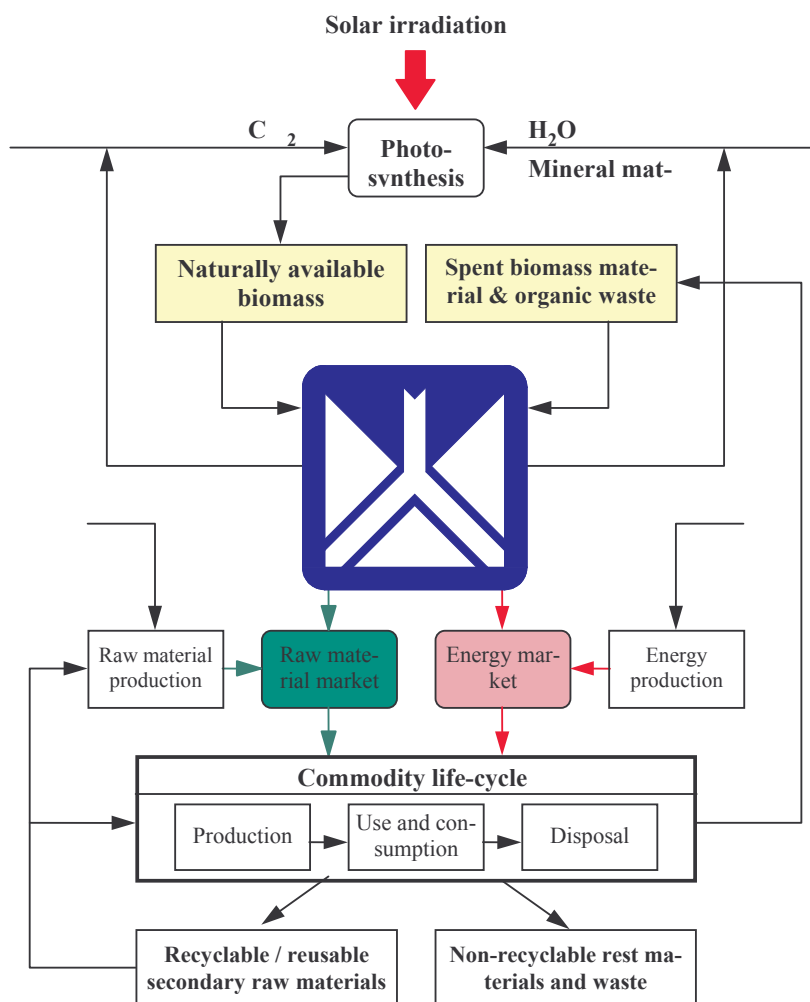 Solar irradiation
C 2
H₂O
Photo-
svnthesis
Mineral mat-
Naturally available
biomass
Spent biomass mate-
rial & organic waste
Raw material
production
Raw mate-
rial market
Energy mar-
ket
Energy
production
Commodity life-cycle
Production
Use and con-
sumption
Disposal
Recyclable / reusable
secondary raw materials
Non-recyclable rest ma-
terials and waste